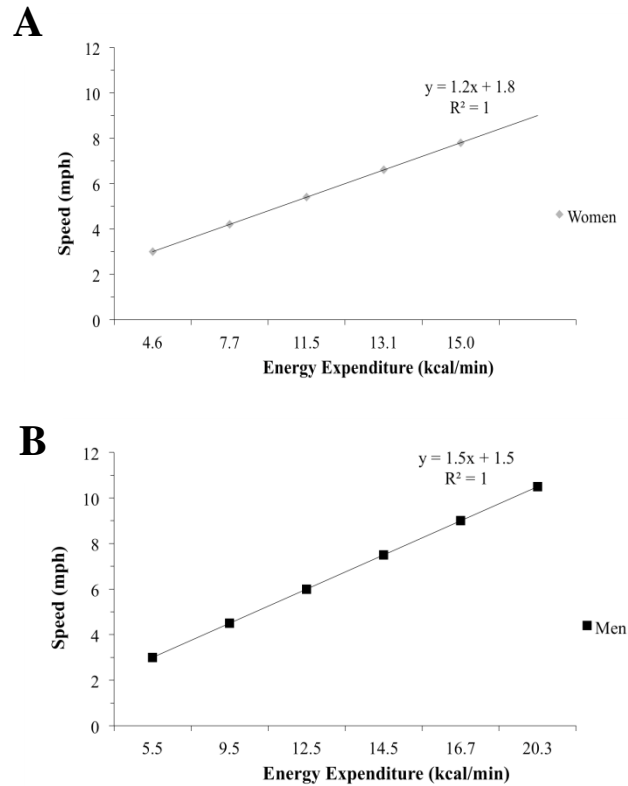 A
12
10
8
6
4
2
0
Speed (mph)
y = 1.2x + 1.8
R² = 1
Women
4.6 7.7 11.5 13.1 15.0
Energy Expenditure (kcal/min)
B
12
10
8
6
4
2
0
Speed (mph)
y = 1.5x + 1.5
R² = 1
Men
5.5 9.5 12.5 14.5 16.7 20.3
Energy Expenditure (kcal/min)